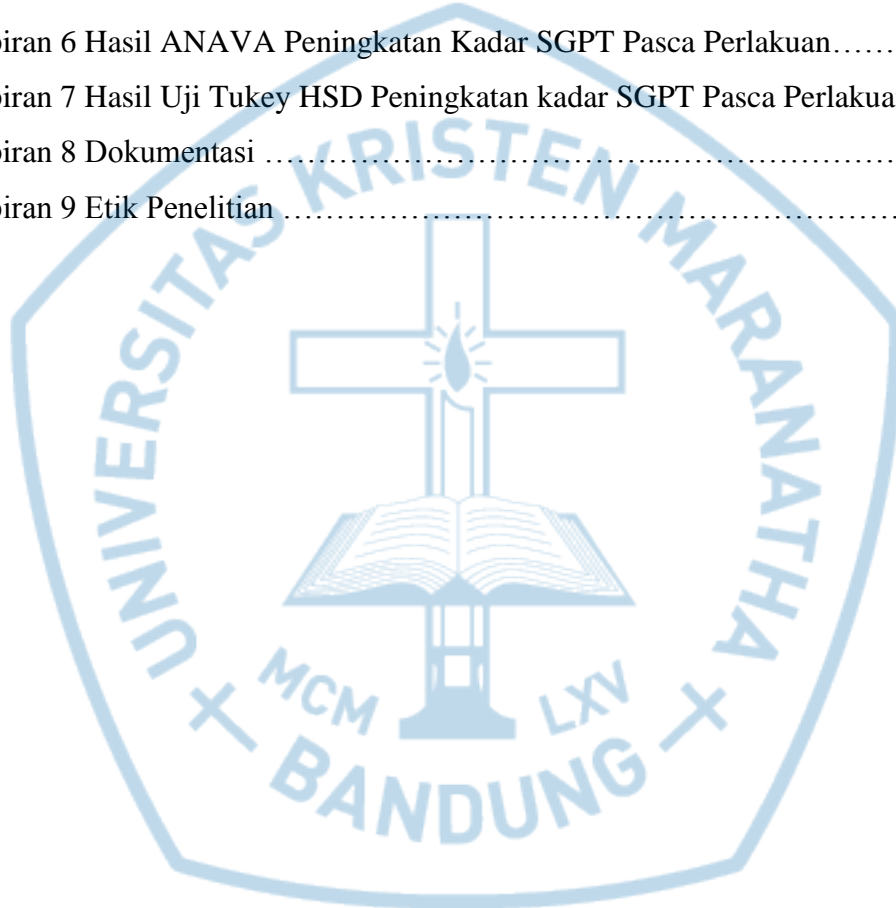 piran 6 Hasil ANAVA Peningkatan Kadar SGPT Pasca Perlakuan…….
piran 7 Hasil Uji Tukey HSD Peningkatan kadar SGPT Pasca Perlakua
piran 8 Dokumentasi ……………………………...…………………
piran 9 Etik Penelitian ………………………………………………….
UNIVERSITAS KRISTEN MARANATHA
MCM LXV
BANDUNG